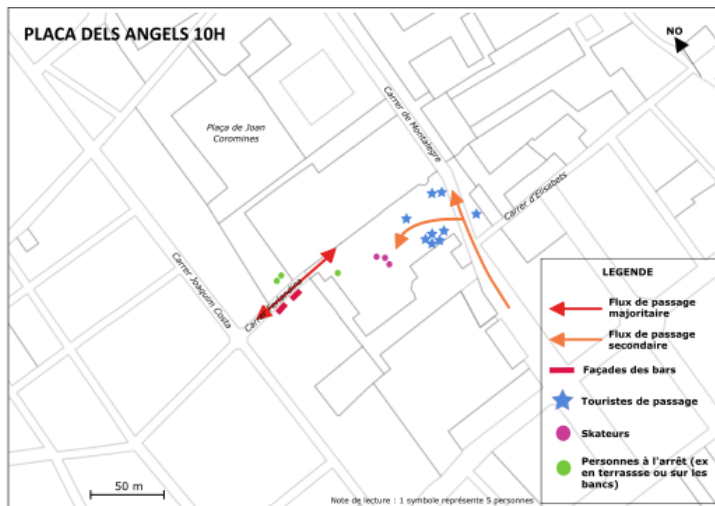 PLACA DELS ANGELS 10H
NO
Carrer de Montalegre
Plaça de Joan
Coromines
Carrer d'Elisabets
Carrer Joaquim Costa
Carrer Ferlandina
LEGENDE
Flux de passage
majoritaire
Flux de passage
secondaire
Façades des bars
Touristes de passage
Skateurs
Personnes à l'arrêt (ex
en terrassse ou sur les
bancs)
50 m
Note de lecture : 1 symbole représente 5 personnes